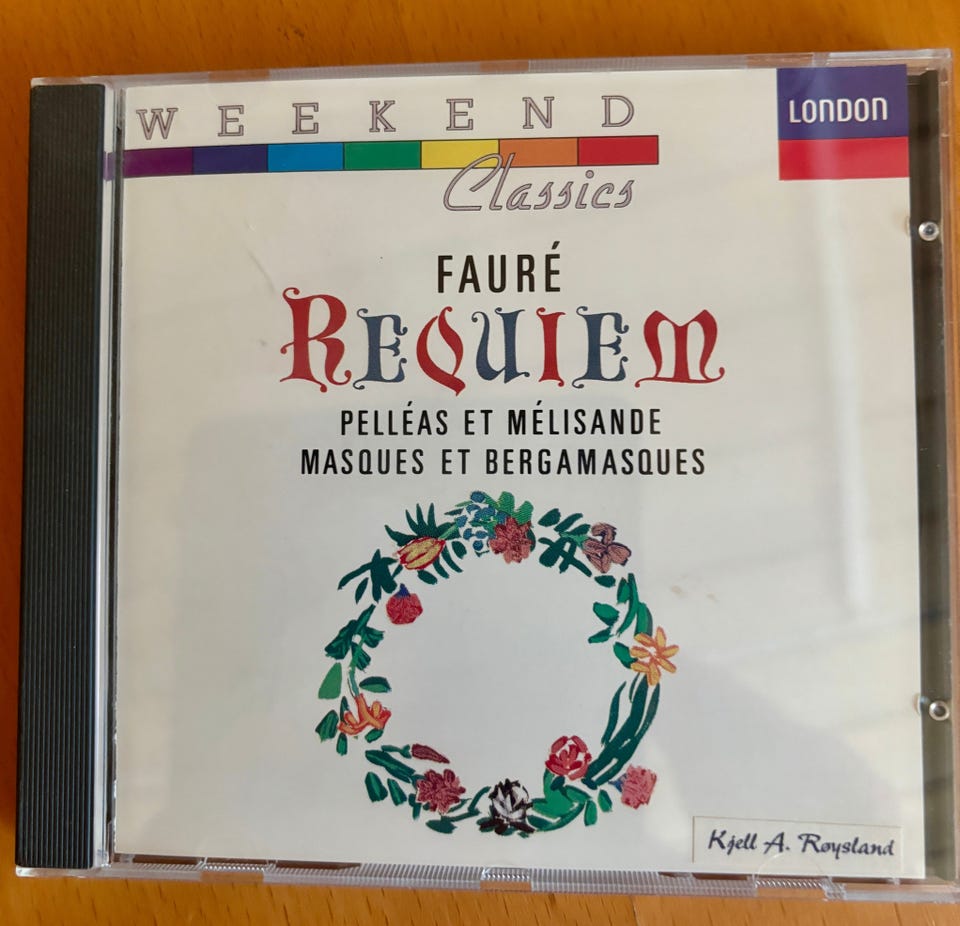 WEEKEND
Classics
LONDON
FAURÉ
REQUIEM
PELLÉAS ET MÉLISANDE
MASQUES ET BERGAMASQUES
Kjell A. Røysland